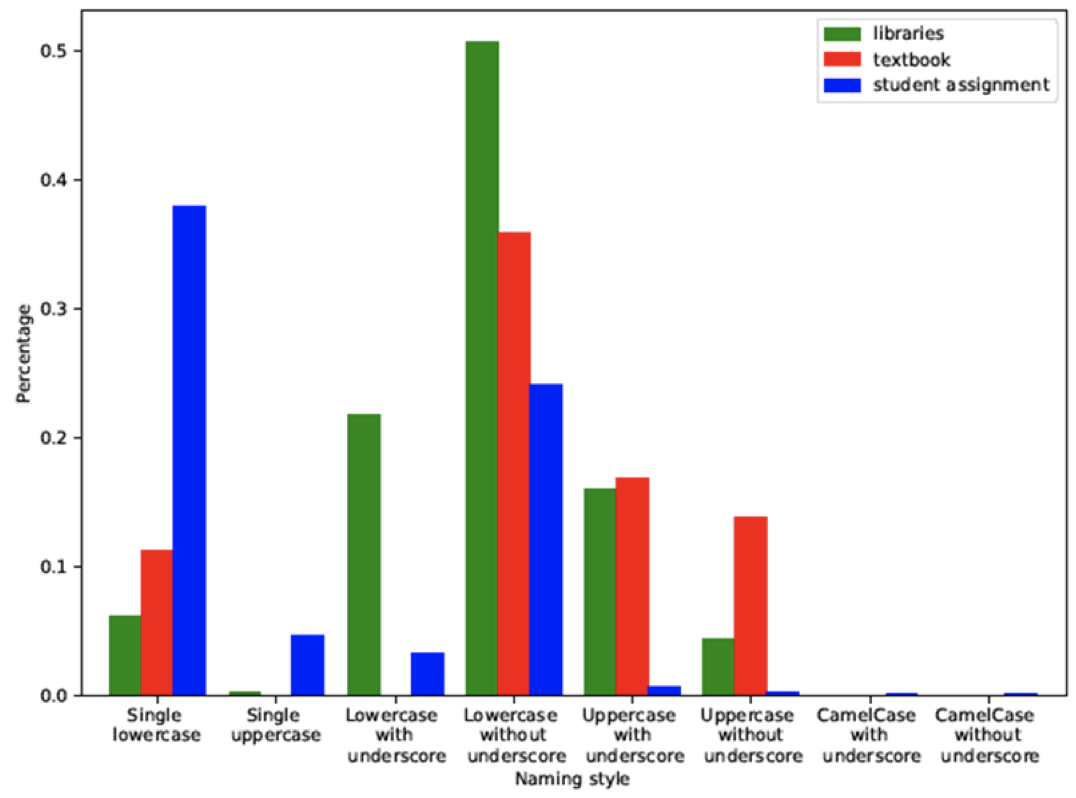 libraries
textbook
student assignment
0.5
0.4
0.3
0.2
0.1
0.0
Percentage
Single
lowercase
Single
uppercase
Lowercase
with
underscore
Lowercase
without
underscore
Uppercase
with
underscore
Uppercase
without
underscore
CamelCase
with
underscore
CamelCase
without
underscore
Naming style